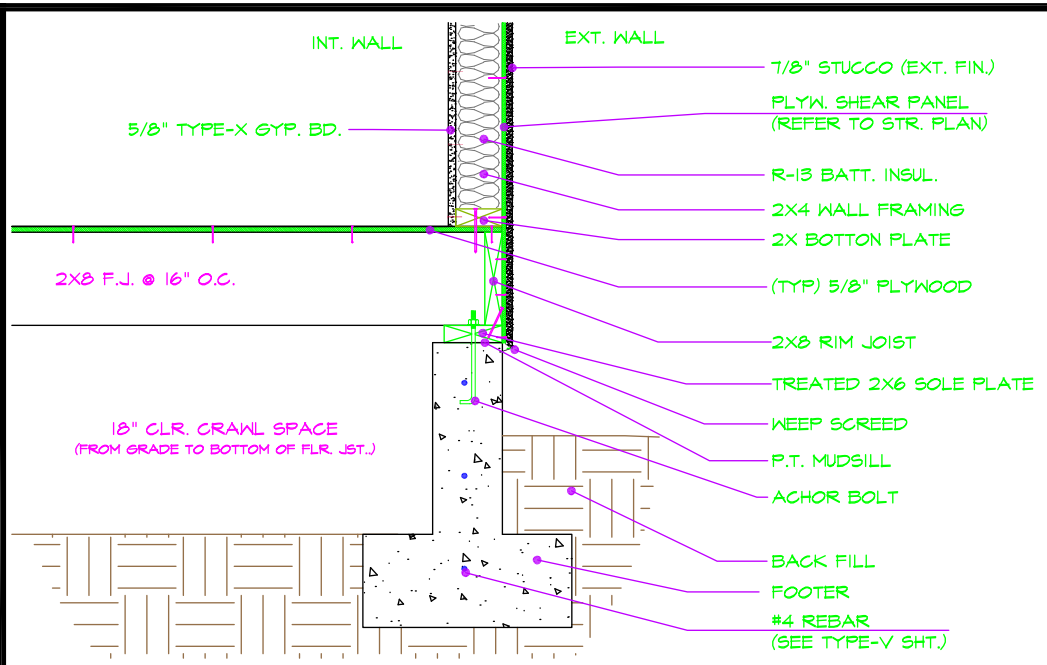 INT. WALL
EXT. WALL
5/8" TYPE-X GYP. BD.
2X8 F.J. @ 16" O.C.
18" CLR. CRAWL SPACE
(FROM GRADE TO BOTTOM OF FLR. JST..)
7/8" STUCCO (EXT. FIN.)
PLYW. SHEAR PANEL
(REFER TO STR. PLAN)
R-13 BATT. INSUL.
2X4 WALL FRAMING
2X BOTTON PLATE
(TYP) 5/8" PLYWOOD
2X8 RIM JOIST
TREATED 2X6 SOLE PLATE
WEEP SCREED
P.T. MUDSILL
ACHOR BOLT
BACK FILL
FOOTER
#4 REBAR
(SEE TYPE-V SHT.)